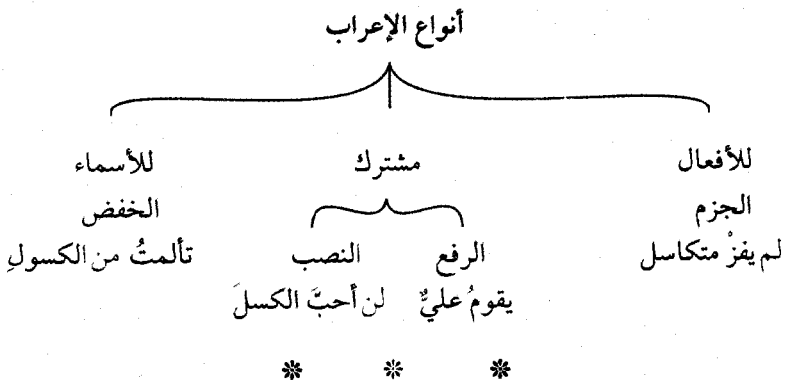 أنواع الإعراب
للأفعال مشترك للأسماء
الجزم الخفض
لم يفزْ متكاسل الرفع النصب تألمتُ من الكسولِ
يقومُ عليٌّ لن أحبَّ الكسلَ